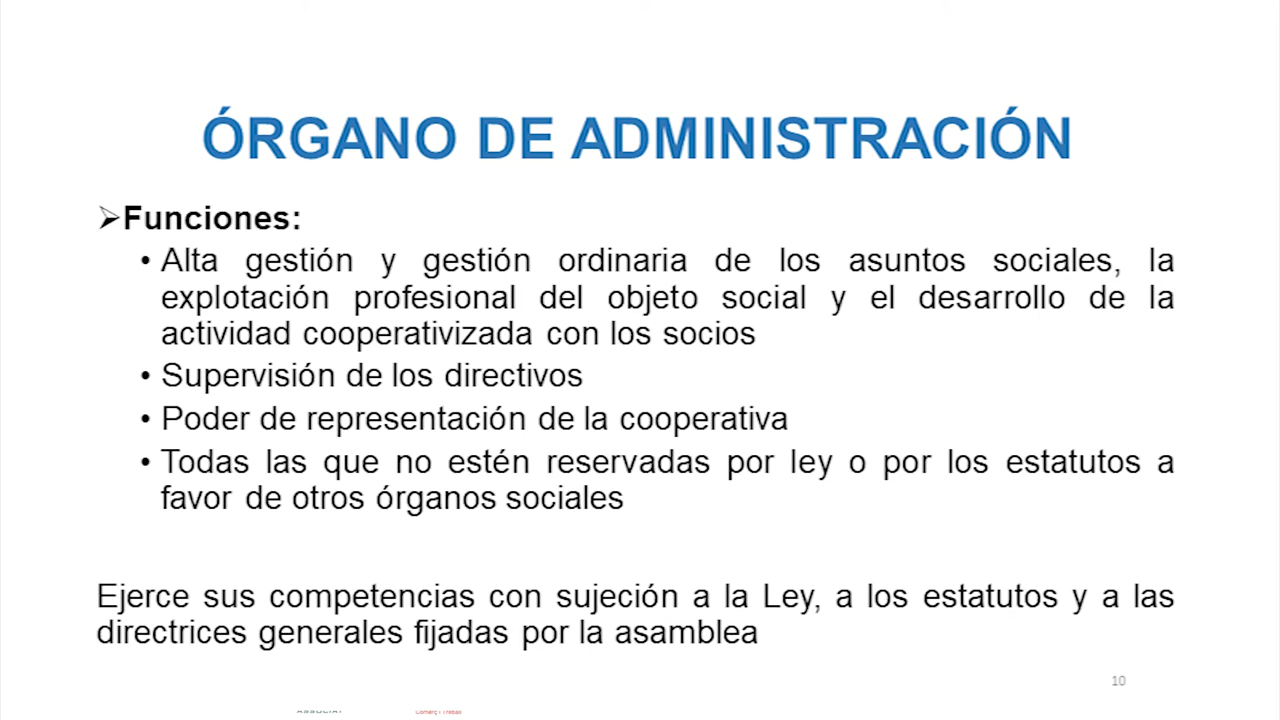 ÓRGANO DE ADMINISTRACIÓN
➢Funciones:
• Alta gestión y gestión ordinaria de los asuntos sociales, la
explotación profesional del objeto social y el desarrollo de la
actividad cooperativizada con los socios
• Supervisión de los directivos
• Poder de representación de la cooperativa
• Todas las que no estén reservadas por ley o por los estatutos a
favor de otros órganos sociales
Ejerce sus competencias con sujeción a la Ley, a los estatutos y a las
directrices generales fijadas por la asamblea
10